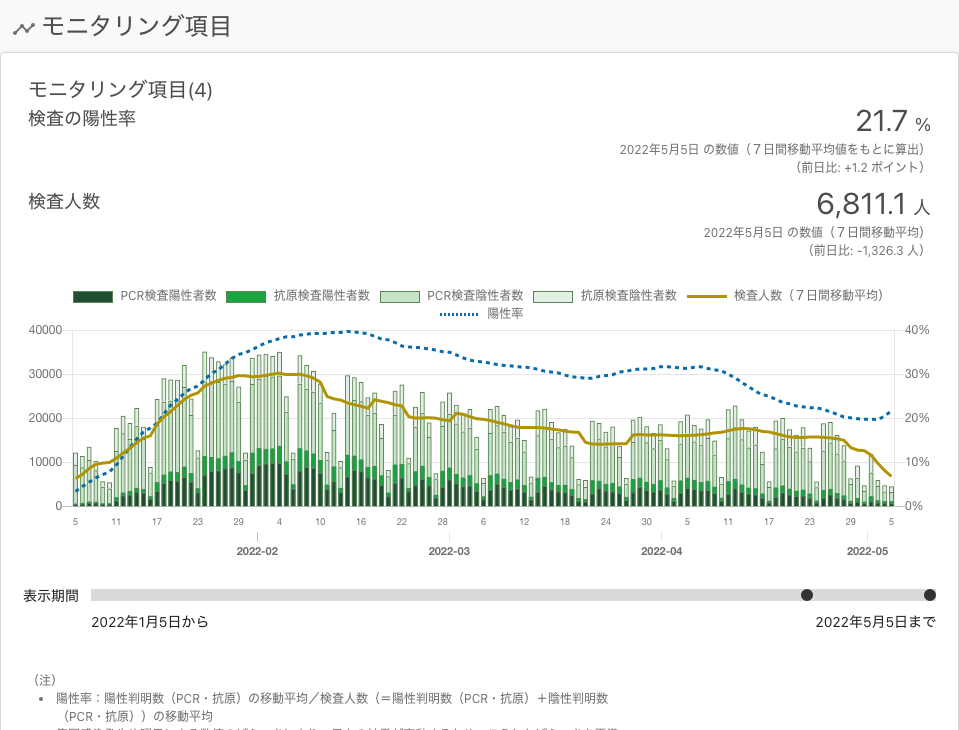 モニタリング項目
モニタリング項目(4)
検査の陽性率
21.7 %
2022年5月5日 の数値（７日間移動平均値をもとに算出）
（前日比: +1.2 ポイント）
検査人数
6,811.1 人
2022年5月5日 の数値（７日間移動平均）
（前日比: -1,326.3 人）
PCR検査陽性者数 抗原検査陽性者数 PCR検査陰性者数 抗原検査陰性者数 検査人数（７日間移動平均）
陽性率
40000 40%
30000 30%
20000 20%
10000 10%
0 0%
5 11 17 23 29 4 10 16 22 28 6 12 18 24 30 5 11 17 23 29 5
2022-02 2022-03 2022-04 2022-05
表示期間
2022年1月5日から 2022年5月5日まで
（注）
• 陽性率：陽性判明数（PCR・抗原）の移動平均／検査人数（＝陽性判明数（PCR・抗原）＋陰性判明数
（PCR・抗原））の移動平均